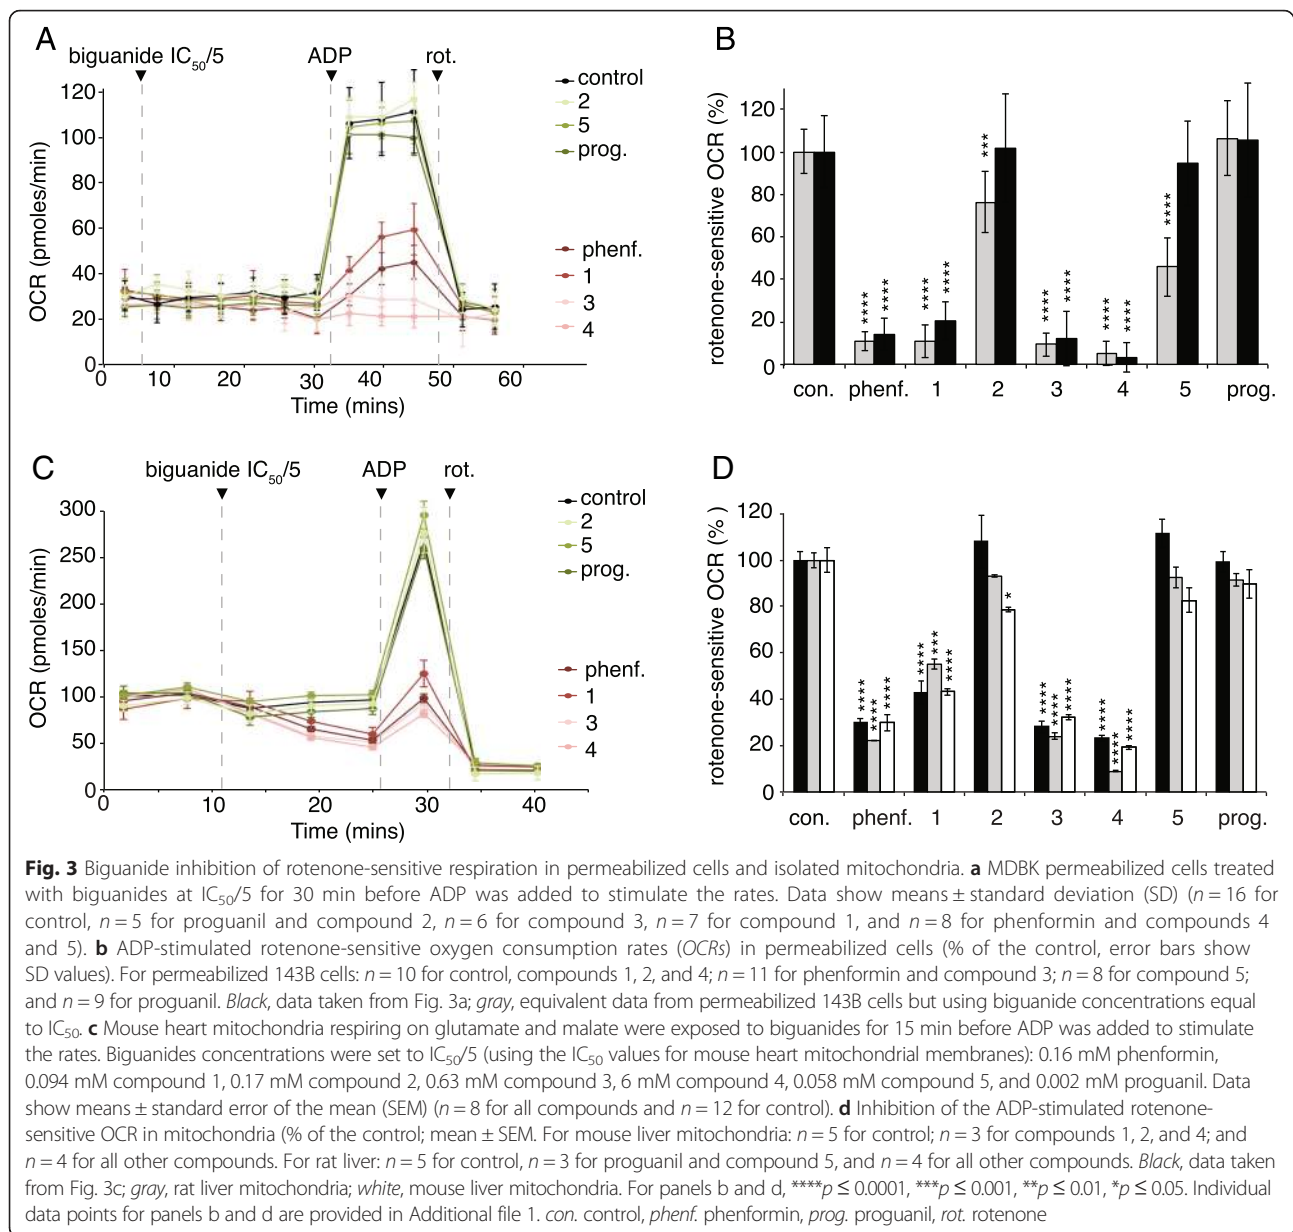 A
biguanide IC50/5
ADP
rot.
OCR (pmoles/min)
120
100
80
60
40
20
0
0
10
20
30
40
50
60
Time (mins)
control
2
5
prog.
phenf.
1
3
4
B
rotenone-sensitive OCR (%)
120
100
80
60
40
20
0
****
****
****
****
***
****
****
****
****
****
con.
phenf.
1
2
3
4
5
prog.
C
biguanide IC50/5
ADP
rot.
OCR (pmoles/min)
300
250
200
150
100
50
0
0
10
20
30
40
Time (mins)
control
2
5
prog.
phenf.
1
3
4
D
rotenone-sensitive OCR (% )
120
100
80
60
40
20
0
****
****
****
****
***
****
*
****
****
****
****
****
****
con.
phenf.
1
2
3
4
5
prog.
Fig. 3 Biguanide inhibition of rotenone-sensitive respiration in permeabilized cells and isolated mitochondria. a MDBK permeabilized cells treated
with biguanides at IC50/5 for 30 min before ADP was added to stimulate the rates. Data show means ± standard deviation (SD) (n = 16 for
control, n = 5 for proguanil and compound 2, n = 6 for compound 3, n = 7 for compound 1, and n = 8 for phenformin and compounds 4
and 5). b ADP-stimulated rotenone-sensitive oxygen consumption rates (OCRs) in permeabilized cells (% of the control, error bars show
SD values). For permeabilized 143B cells: n = 10 for control, compounds 1, 2, and 4; n = 11 for phenformin and compound 3; n = 8 for compound 5;
and n = 9 for proguanil. Black, data taken from Fig. 3a; gray, equivalent data from permeabilized 143B cells but using biguanide concentrations equal
to IC50. c Mouse heart mitochondria respiring on glutamate and malate were exposed to biguanides for 15 min before ADP was added to stimulate
the rates. Biguanides concentrations were set to IC50/5 (using the IC50 values for mouse heart mitochondrial membranes): 0.16 mM phenformin,
0.094 mM compound 1, 0.17 mM compound 2, 0.63 mM compound 3, 6 mM compound 4, 0.058 mM compound 5, and 0.002 mM proguanil. Data
show means ± standard error of the mean (SEM) (n = 8 for all compounds and n = 12 for control). d Inhibition of the ADP-stimulated rotenone-
sensitive OCR in mitochondria (% of the control; mean ± SEM. For mouse liver mitochondria: n = 5 for control; n = 3 for compounds 1, 2, and 4; and
n = 4 for all other compounds. For rat liver: n = 5 for control, n = 3 for proguanil and compound 5, and n = 4 for all other compounds. Black, data taken
from Fig. 3c; gray, rat liver mitochondria; white, mouse liver mitochondria. For panels b and d, ****p ≤ 0.0001, ***p ≤ 0.001, **p ≤ 0.01, *p ≤ 0.05. Individual
data points for panels b and d are provided in Additional file 1. con. control, phenf. phenformin, prog. proguanil, rot. rotenone